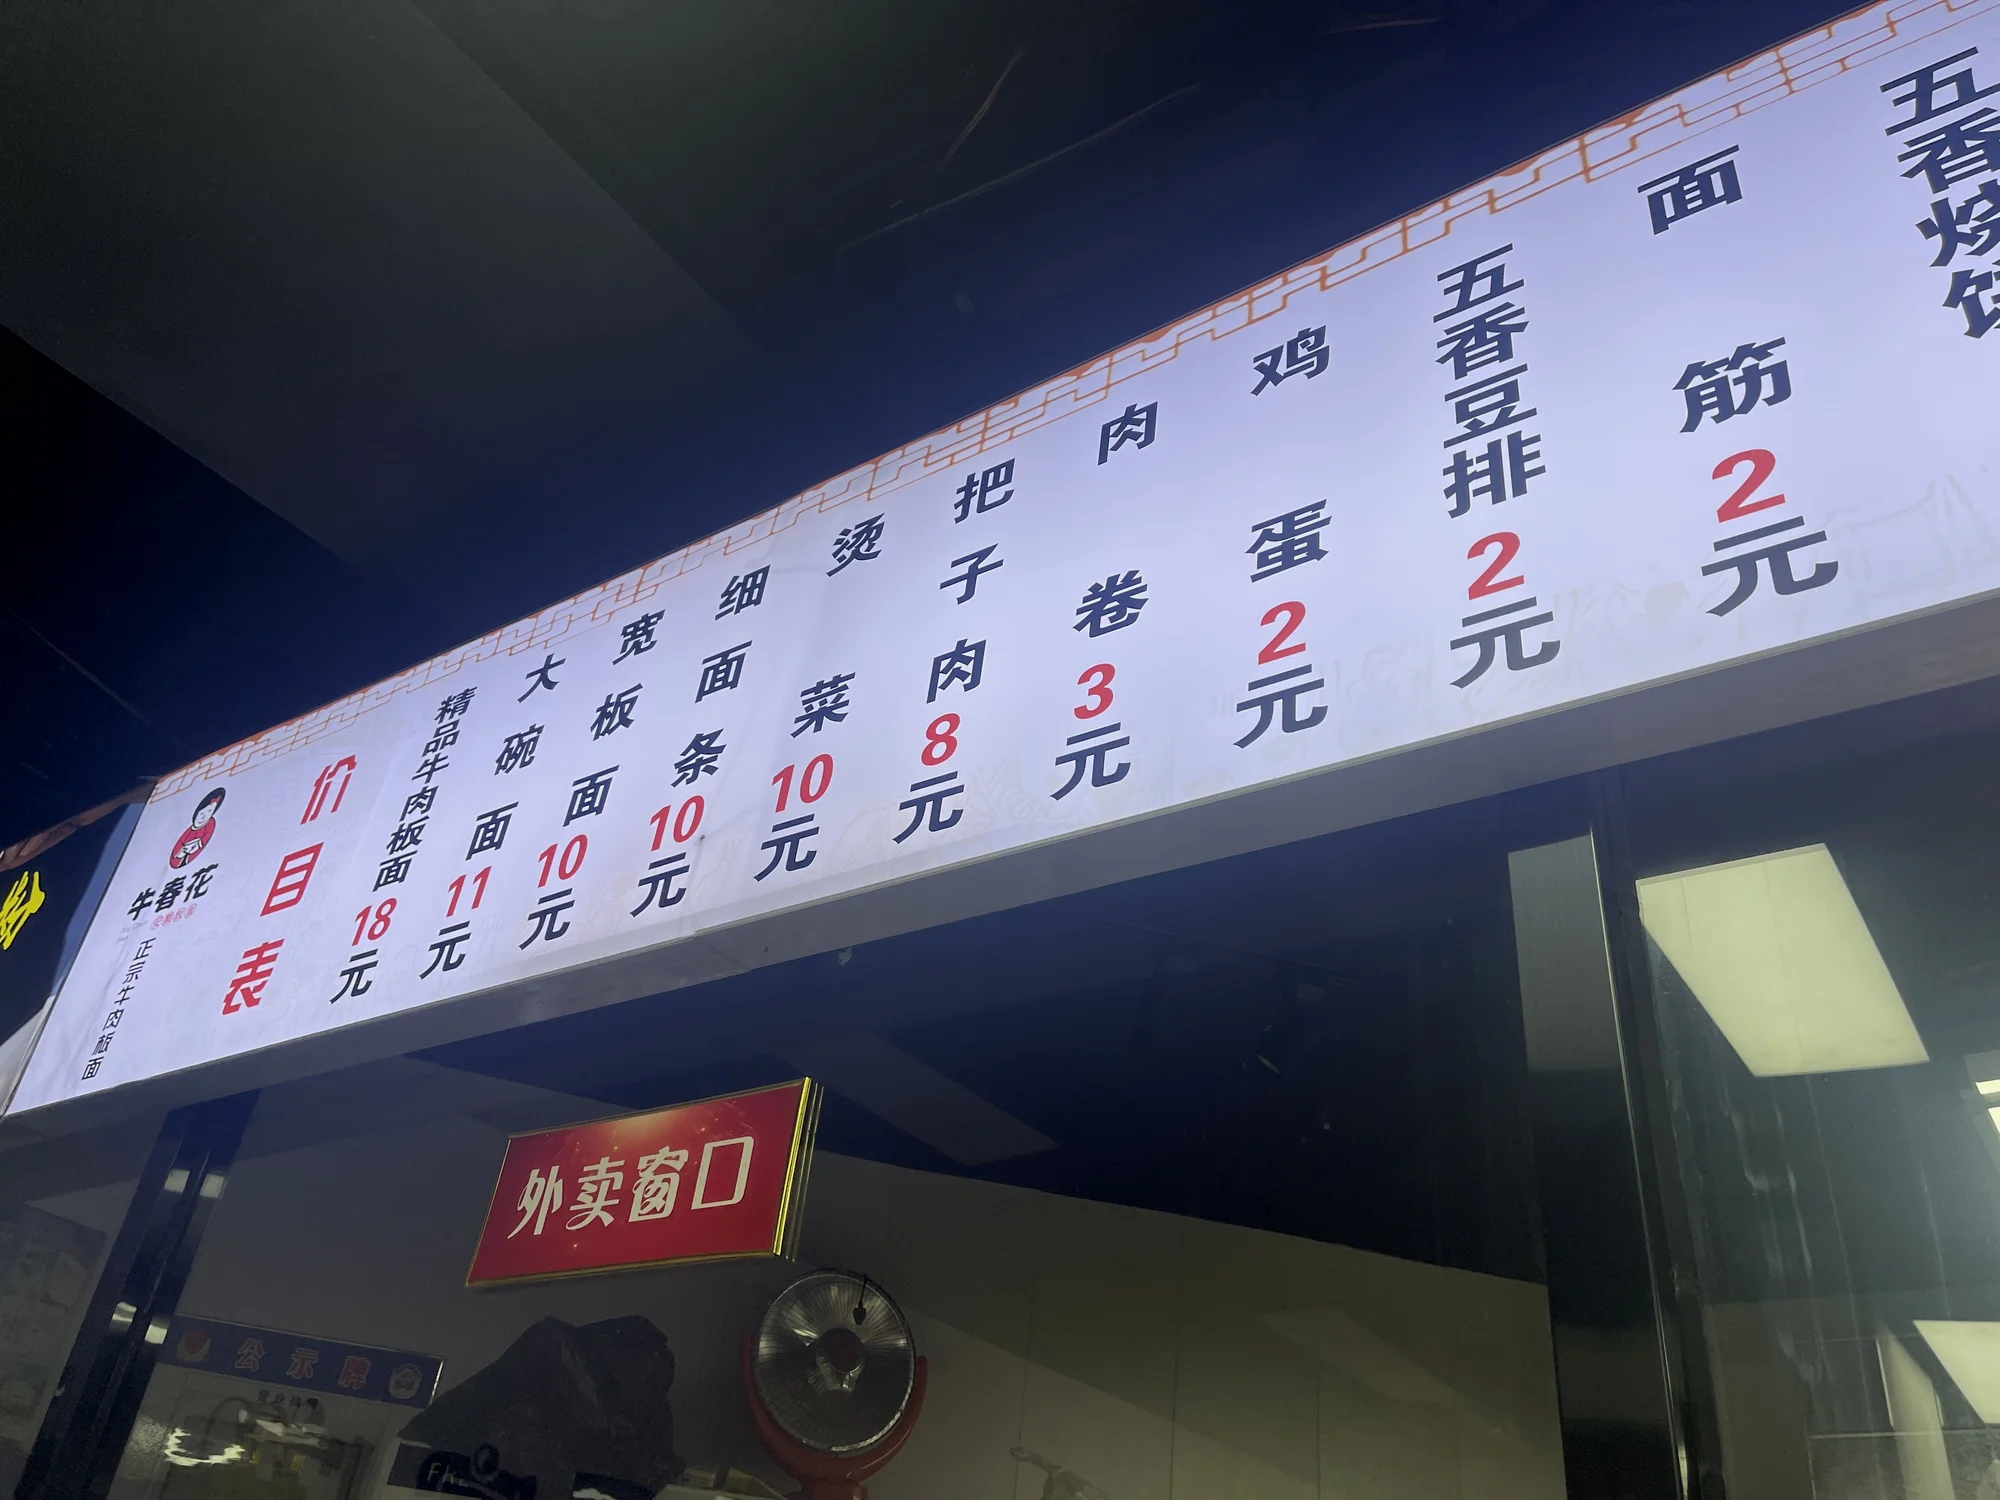 牛春花
正宗牛肉板面
价目表
精品牛肉板面 18元
大碗面 11元
宽板面 10元
细面条 10元
烫菜 10元
把子肉 8元
肉卷 3元
鸡蛋 2元
五香豆排 2元
面筋 2元
五香烧饼
外卖窗口
公示牌